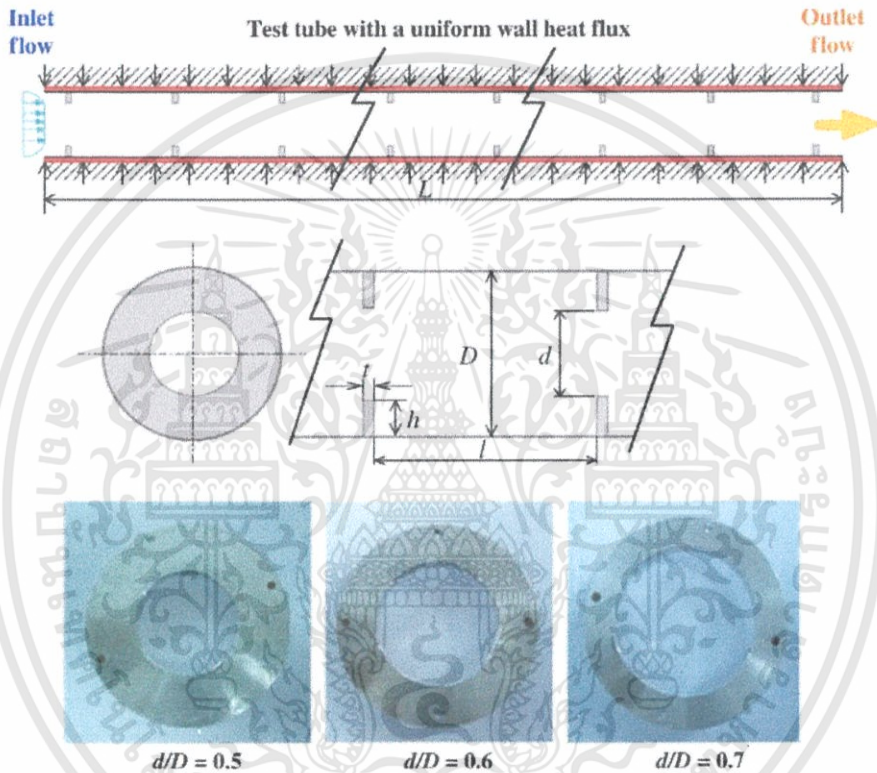 Inlet
flow
Test tube with a uniform wall heat flux
Outlet
flow
L
t
h
D
d
l
d/D = 0.5
d/D = 0.6
d/D = 0.7